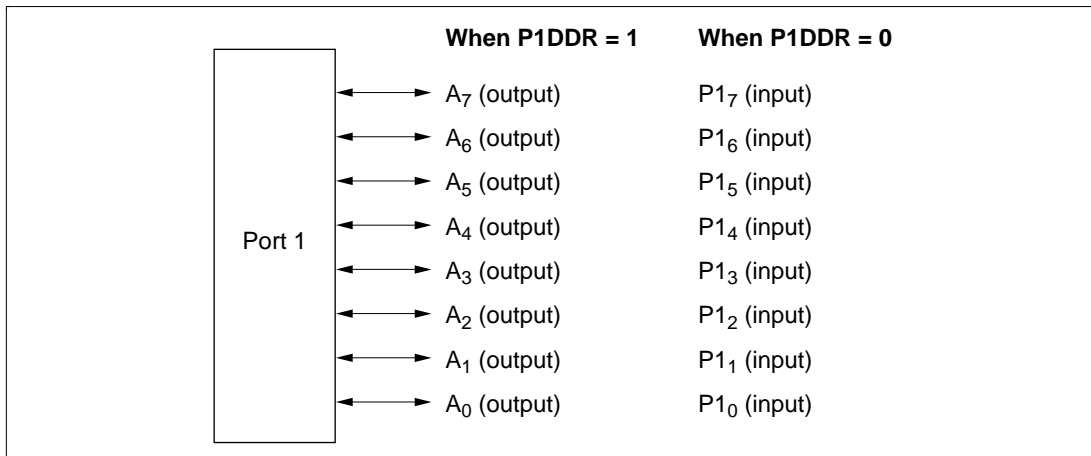 When P1DDR = 1 When P1DDR = 0
A7 (output) P17 (input)
A6 (output) P16 (input)
A5 (output) P15 (input)
Port 1 A4 (output) P14 (input)
A3 (output) P13 (input)
A2 (output) P12 (input)
A1 (output) P11 (input)
A0 (output) P10 (input)